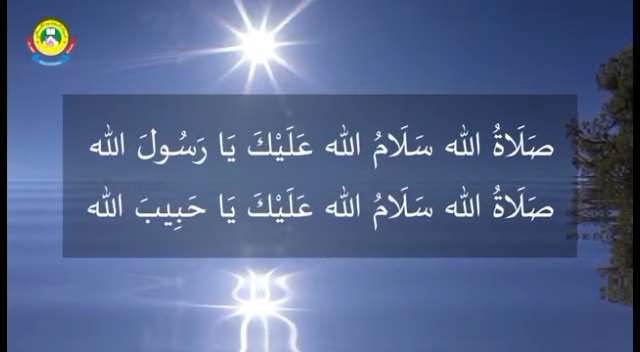 صَلَاةُ الله سَلَامُ الله عَلَيْكَ يَا رَسُولَ الله
صَلَاةُ الله سَلَامُ الله عَلَيْكَ يَا حَبِيبَ الله